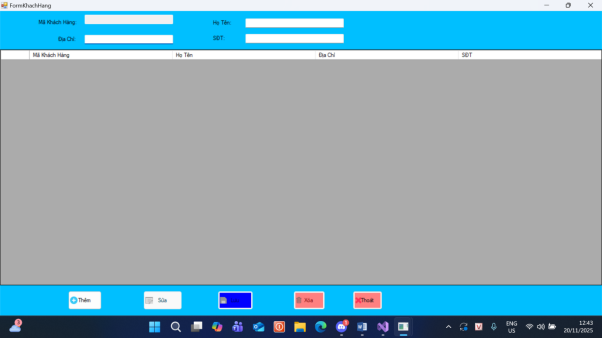 FormKhachHang
Mã Khách Hàng:
Họ Tên:
Địa Chỉ:
SĐT:
Mã Khách Hàng Họ Tên Địa Chỉ SĐT
Thêm Sửa Xóa Thoát
ENG
US
12:43
20/11/2025